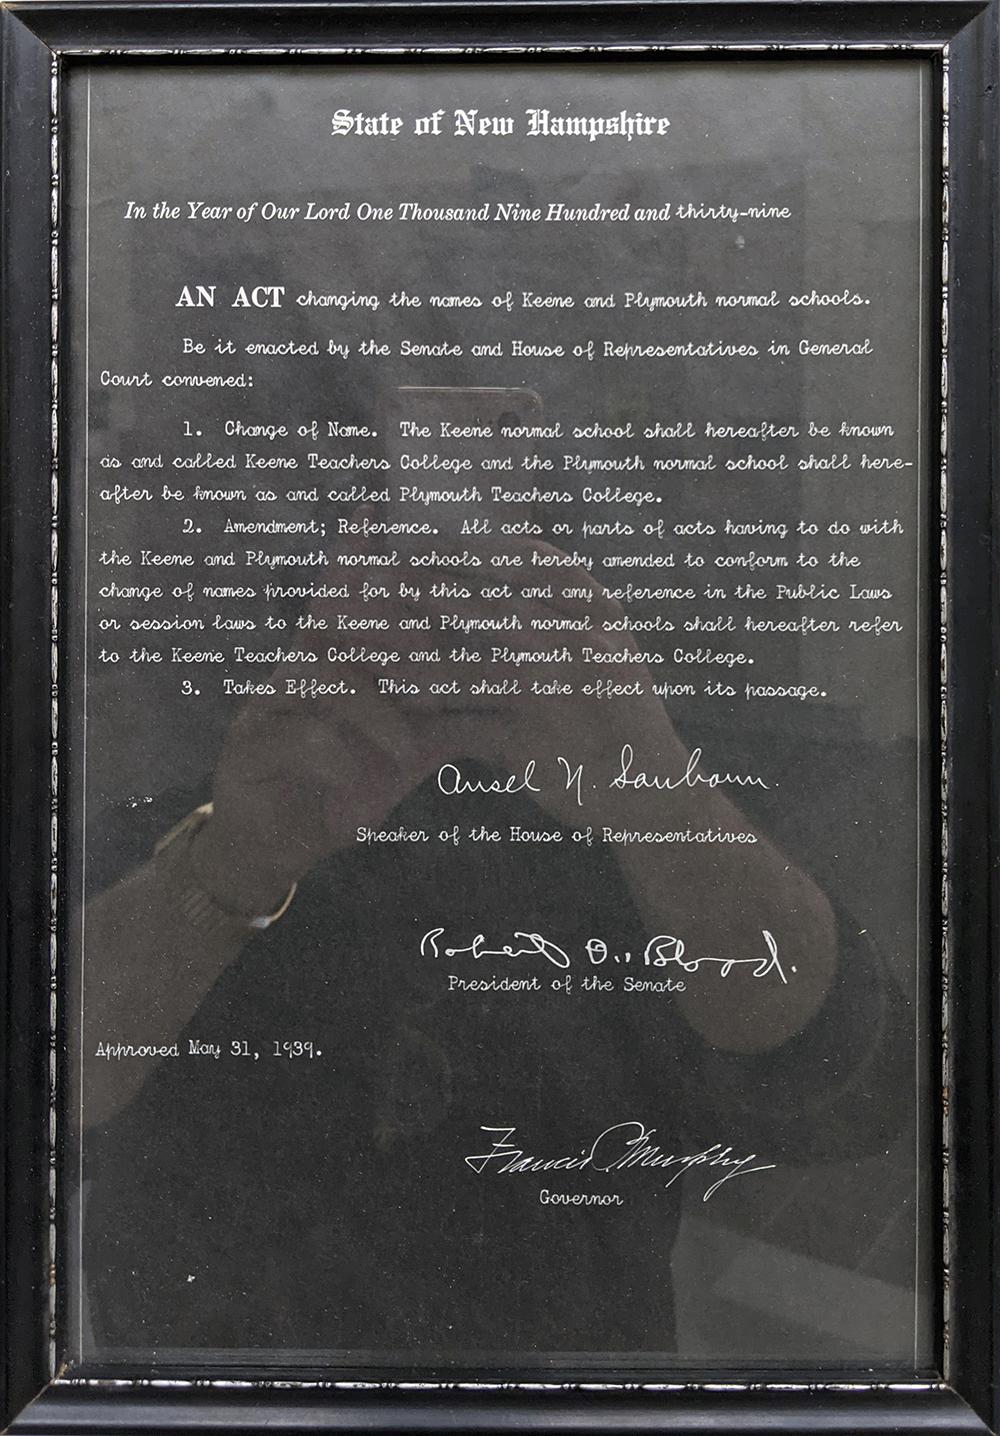 State of New Hampshire
In the Year of Our Lord One Thousand Nine Hundred and thirty-nine
AN ACT changing the names of Keene and Plymouth normal schools.
Be it enacted by the Senate and House of Representatives in General
Court convened:
1. Change of Name. The Keene normal school shall hereafter be known
as and called Keene Teachers College and the Plymouth normal school shall here-
after be known as and called Plymouth Teachers College.
2. Amendment; Reference. All acts or parts of acts having to do with
the Keene and Plymouth normal schools are hereby amended to conform to the
change of names provided for by this act and any reference in the Public Laws
or session laws to the Keene and Plymouth normal schools shall hereafter refer
to the Keene Teachers College and the Plymouth Teachers College.
3. Takes Effect. This act shall take effect upon its passage.
Ansel N. Sanborn.
Speaker of the House of Representatives
Robert O. Blood.
President of the Senate
Approved May 31, 1939.
Francis P Murphy
Governor